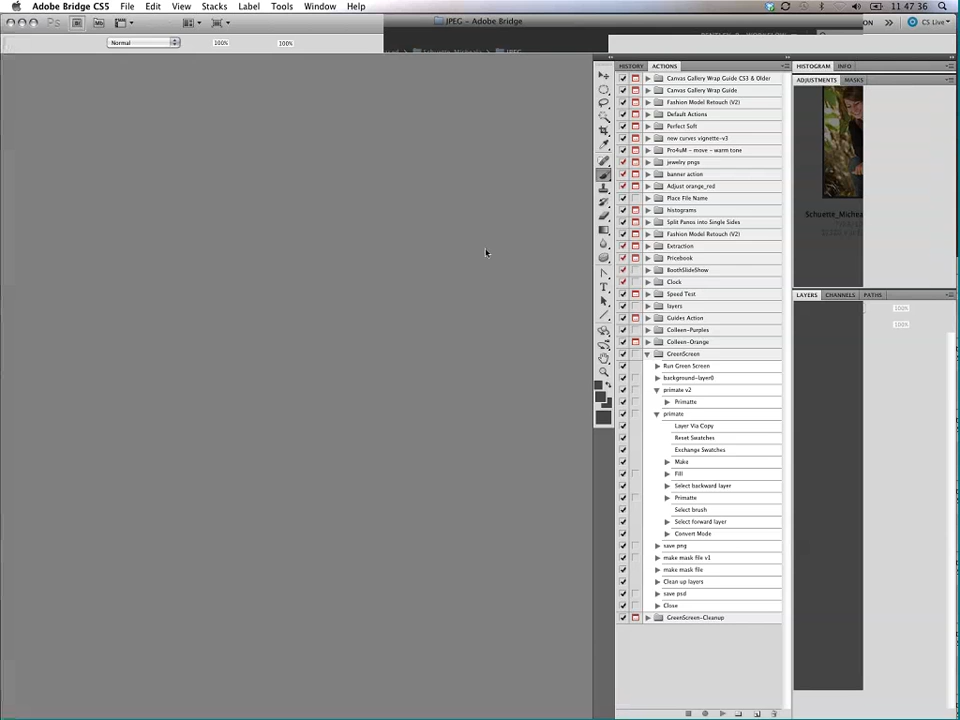 Adobe Bridge CS5 File Edit View Stacks Label Tools Window Help 11 47 36
JPEG - Adobe Bridge
CS Live
Normal 100% 100%
JPEG
HISTORY ACTIONS
HISTOGRAM INFO
ADJUSTMENTS MASKS
Canvas Gallery Wrap Guide CS3 & Older
Canvas Gallery Wrap Guide
Fashion Model Retouch (V2)
Default Actions
Perfect Soft
new curves vignette-v3
Pro4uM - move - warm tone
jewelry pngs
banner action
Adjust orange_red
Place File Name
histograms
Split Panos into Single Sides
Fashion Model Retouch (V2)
Extraction
Pricebook
BoothSlideShow
Clock
Speed Test
layers
Guides Action
Colleen-Purples
Colleen-Orange
GreenScreen
Run Green Screen
background-layer0
primate v2
Primatte
primate
Layer Via Copy
Reset Swatches
Exchange Swatches
Make
Fill
Select backward layer
Primatte
Select brush
Select forward layer
Convert Mode
save png
make mask file v1
make mask file
Clean up layers
save psd
Close
GreenScreen-Cleanup
Schuette_Michea
LAYERS CHANNELS PATHS
100%
100%